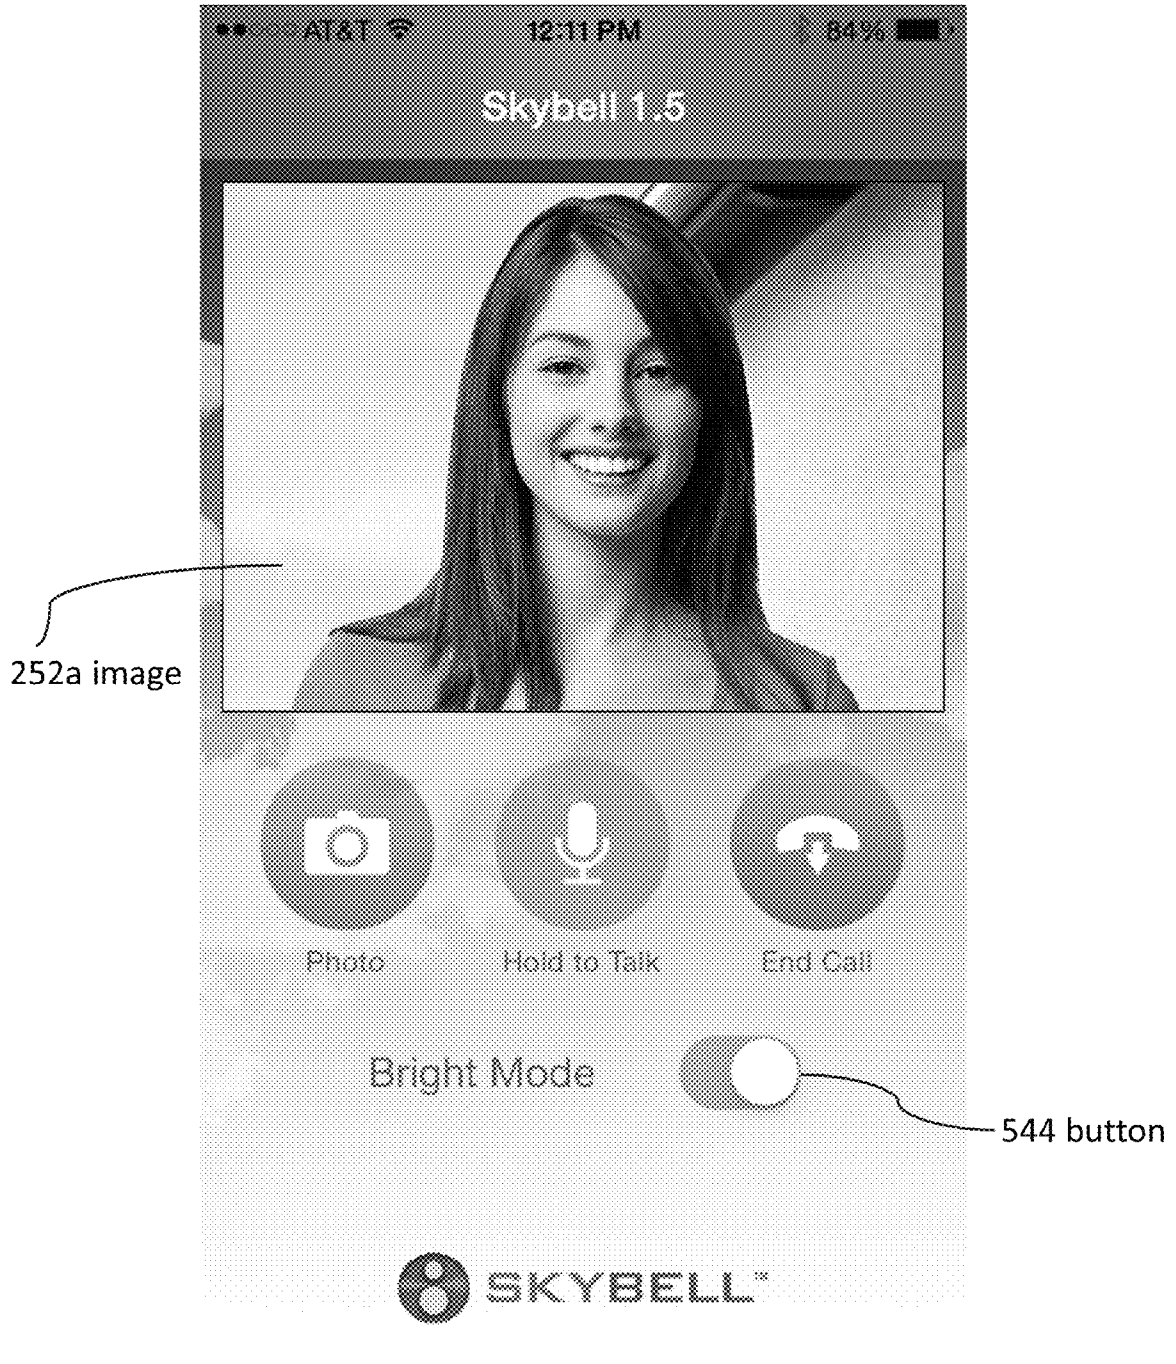 AT&T 12:11 PM 84%
Skybell 1.5
252a image
Photo Hold to Talk End Call
Bright Mode
544 button
SKYBELL™